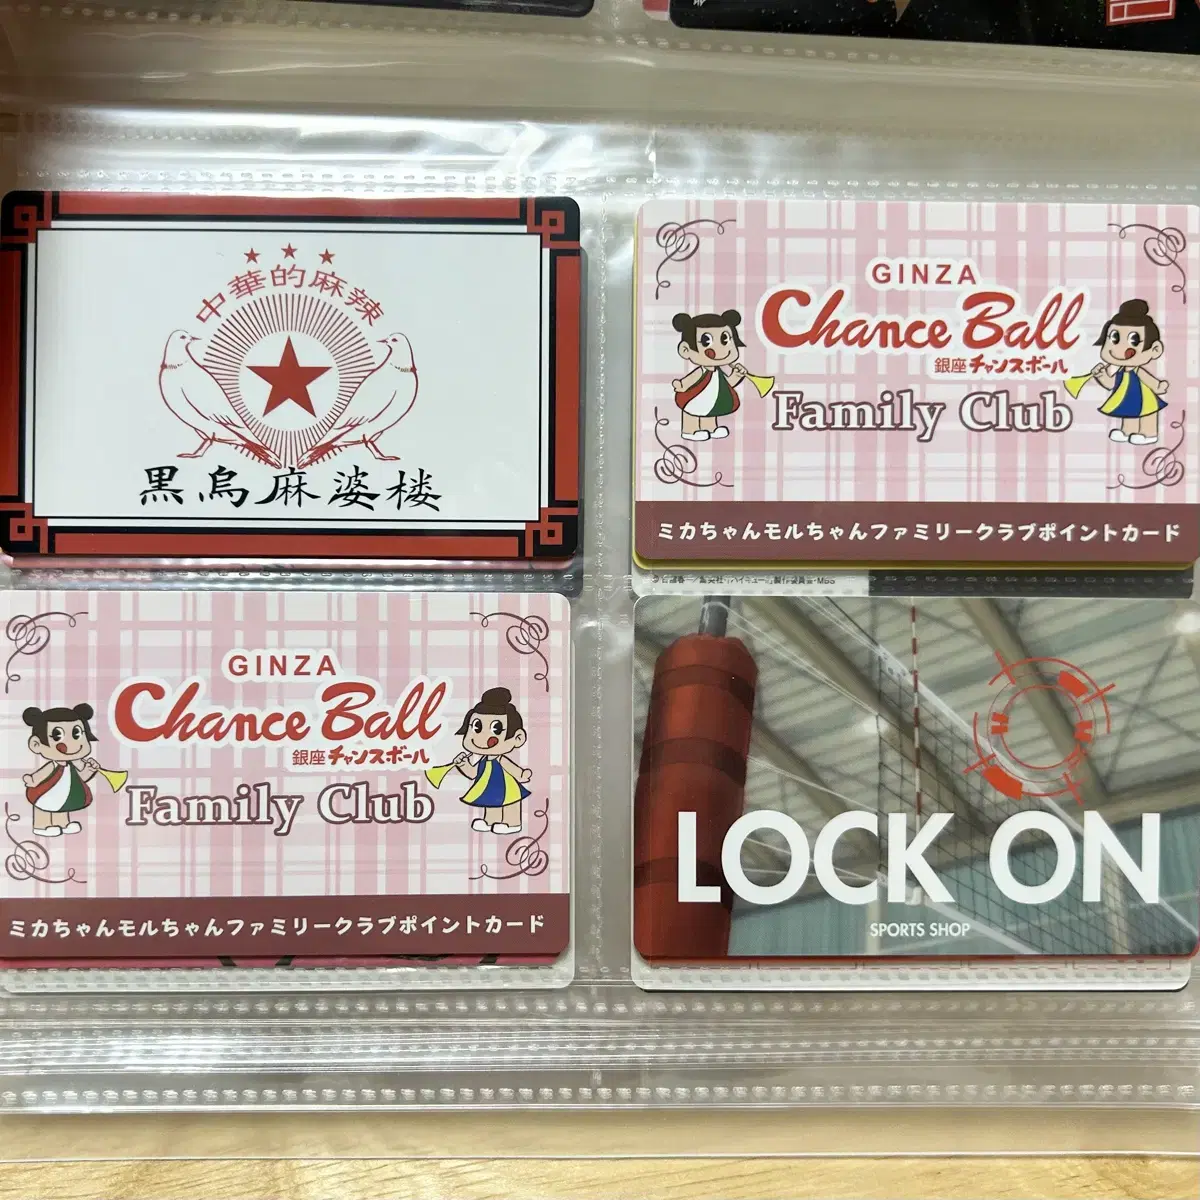 中華的麻辣
黒烏麻婆楼
GINZA
Chance Ball
銀座チャンスボール
Family Club
ミカちゃんモルちゃんファミリークラブポイントカード
GINZA
Chance Ball
銀座チャンスボール
Family Club
ミカちゃんモルちゃんファミリークラブポイントカード
LOCK ON
SPORTS SHOP